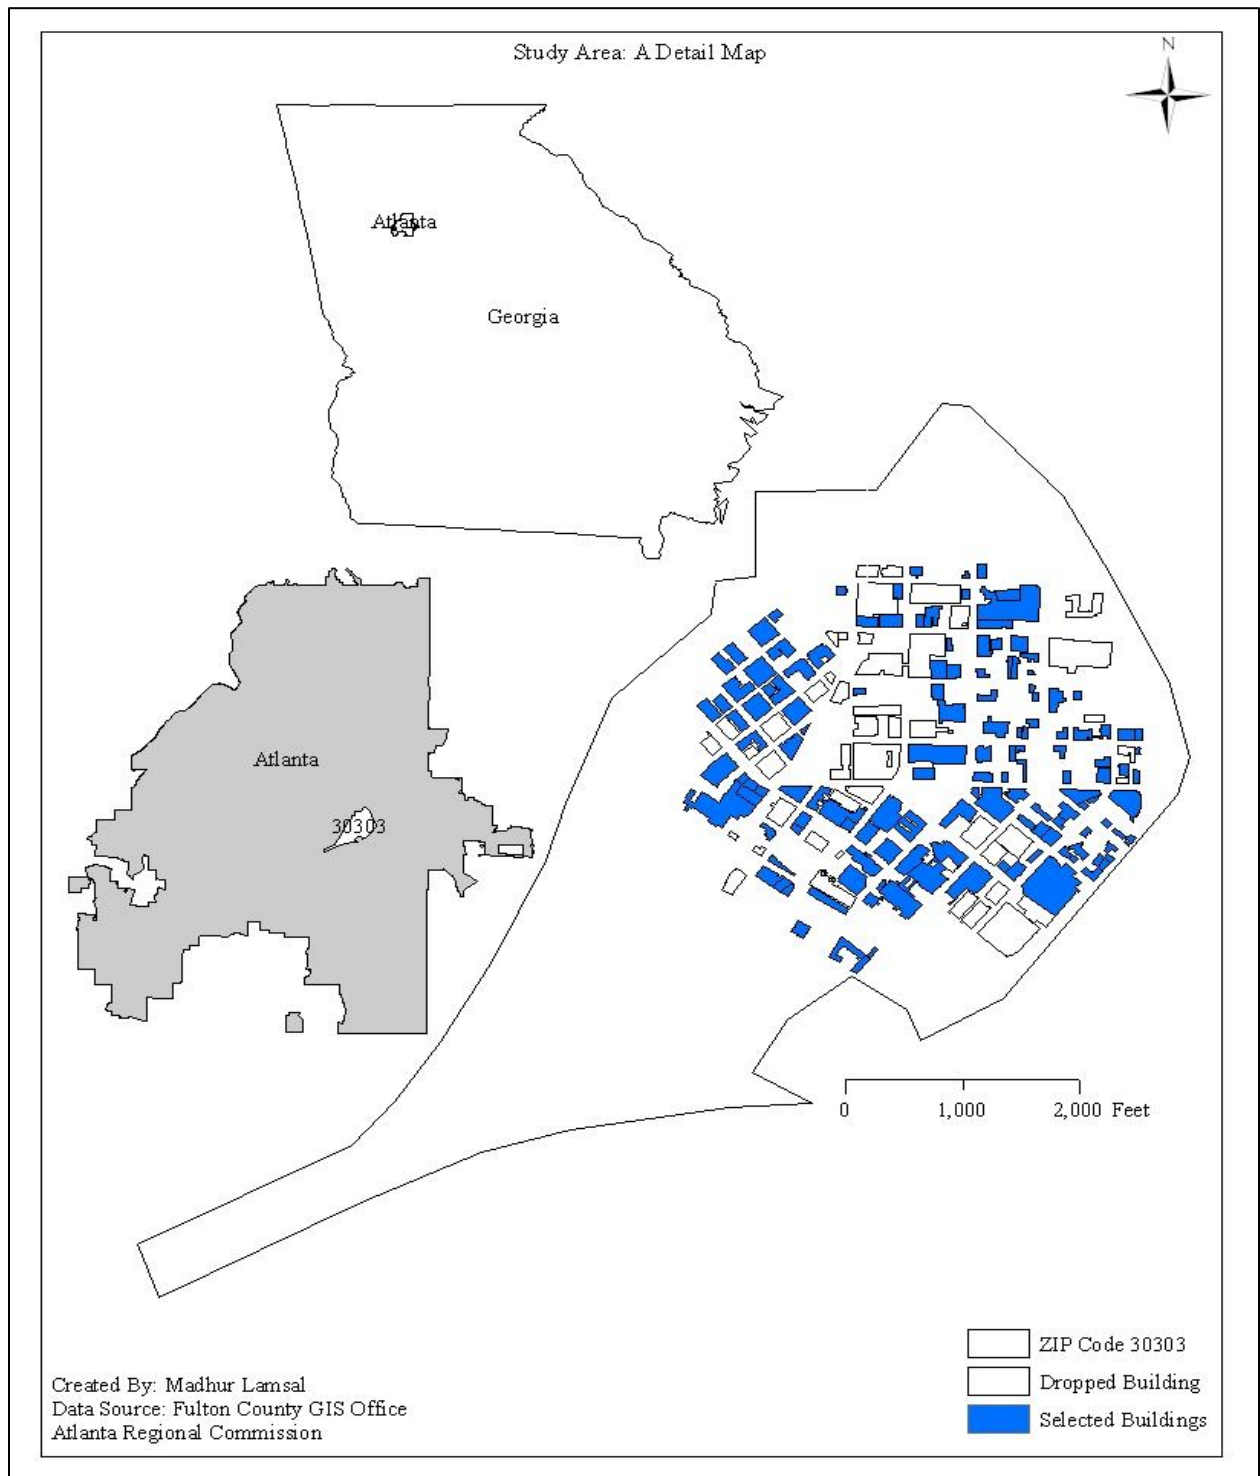 Study Area: A Detail Map
N
Atlanta
Georgia
Atlanta
30303
0 1,000 2,000 Feet
ZIP Code 30303
Dropped Building
Selected Buildings
Created By: Madhur Lamsal
Data Source: Fulton County GIS Office
Atlanta Regional Commission